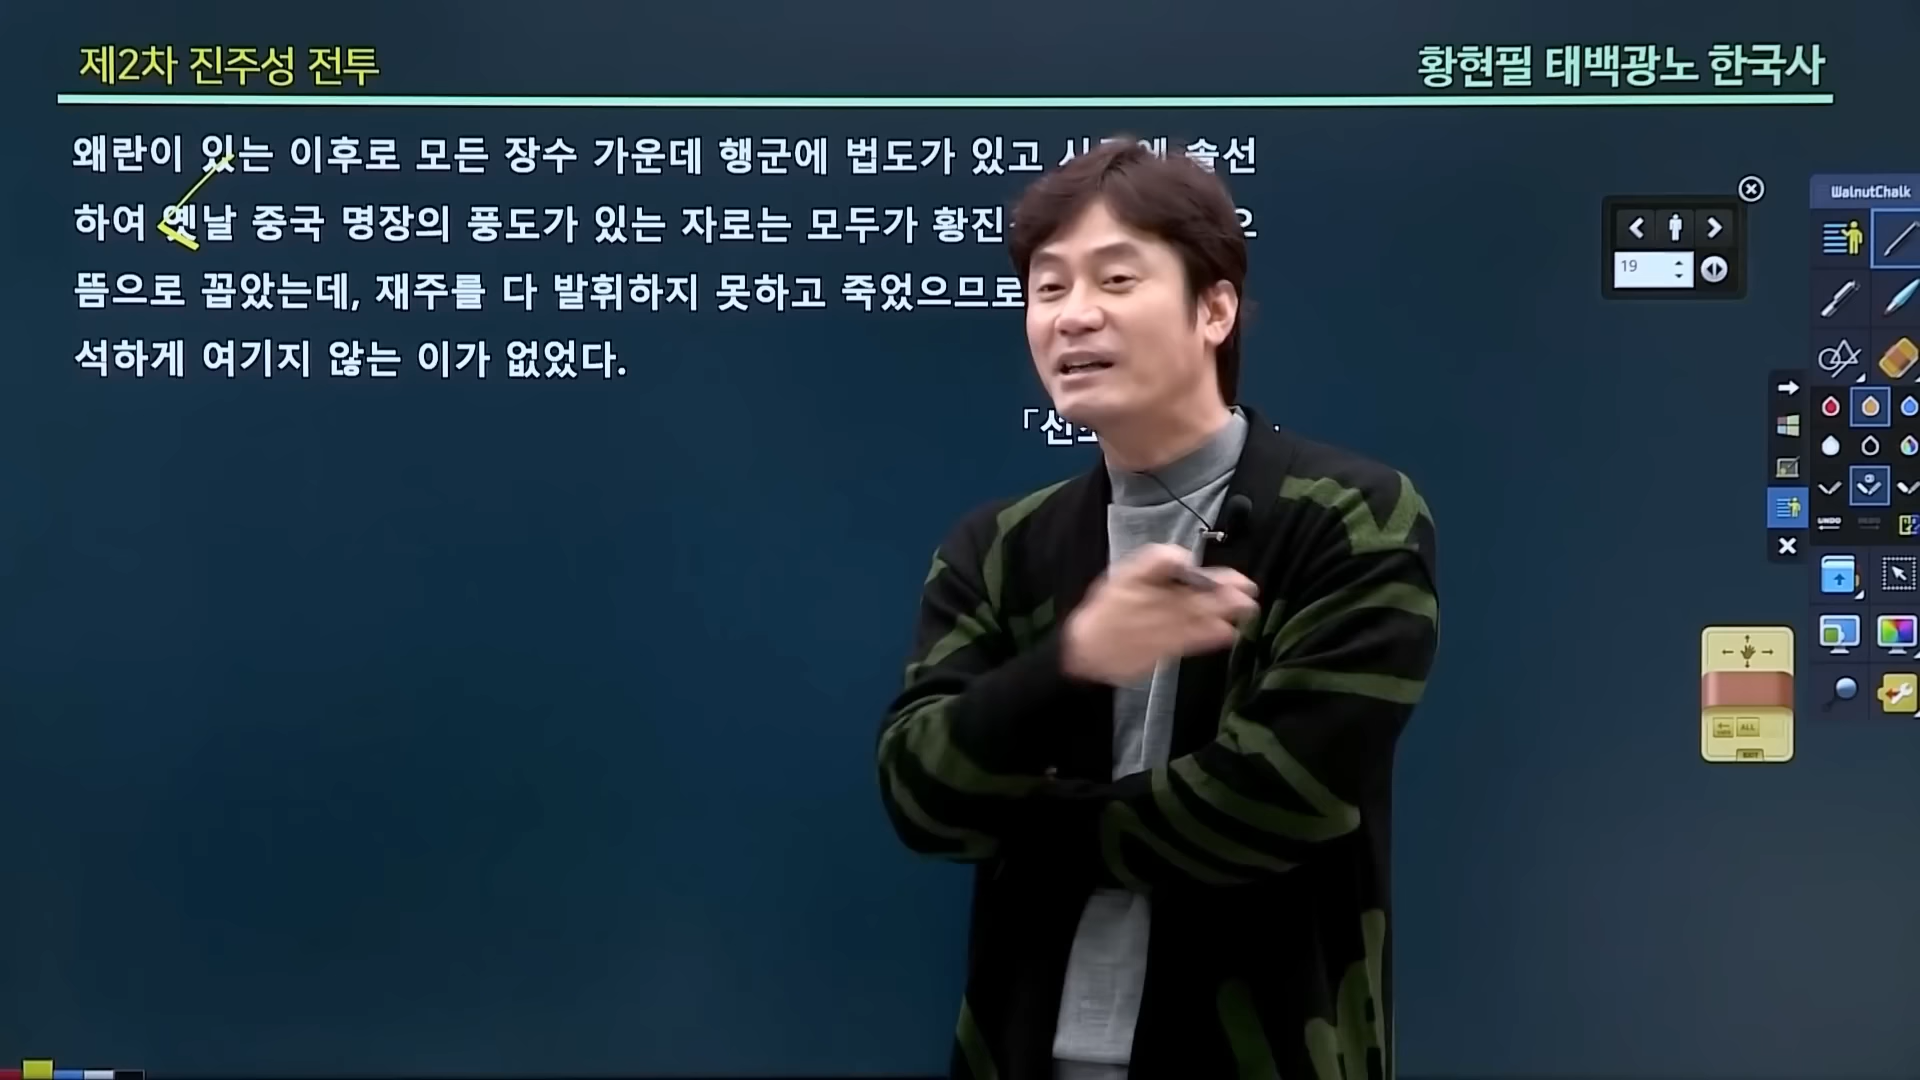 제2차 진주성 전투
황현필 태백광노 한국사
왜란이 있는 이후로 모든 장수 가운데 행군에 법도가 있고 솔선
하여 옛날 중국 명장의 풍도가 있는 자로는 모두가 황진
뜸으로 꼽았는데, 재주를 다 발휘하지 못하고 죽었으므로
석하게 여기지 않는 이가 없었다.
WalnutChalk
19
UNDO
ALL